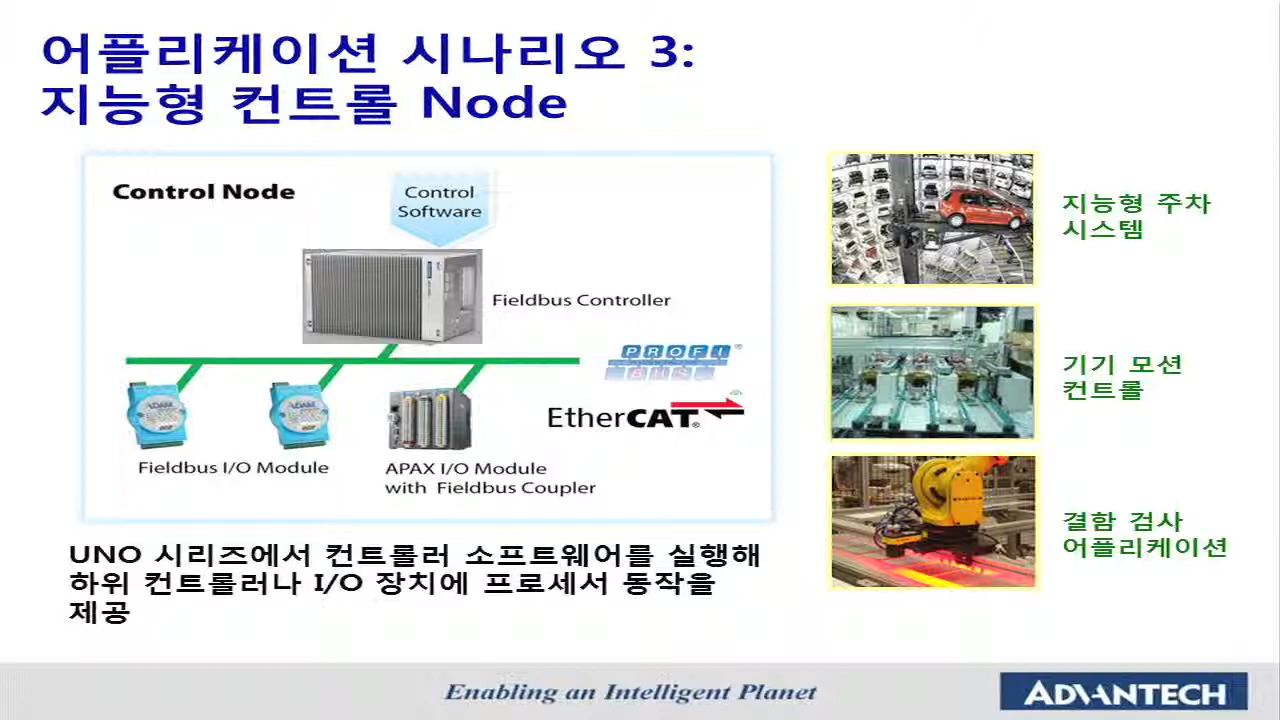 어플리케이션 시나리오 3:
지능형 컨트롤 Node
Control Node
Control
Software
Fieldbus Controller
PROFI
BUS
EtherCAT®
Fieldbus I/O Module
APAX I/O Module
with Fieldbus Coupler
지능형 주차
시스템
기기 모션
컨트롤
결함 검사
어플리케이션
UNO 시리즈에서 컨트롤러 소프트웨어를 실행해
하위 컨트롤러나 I/O 장치에 프로세서 동작을
제공
Enabling an Intelligent Planet
ADVANTECH